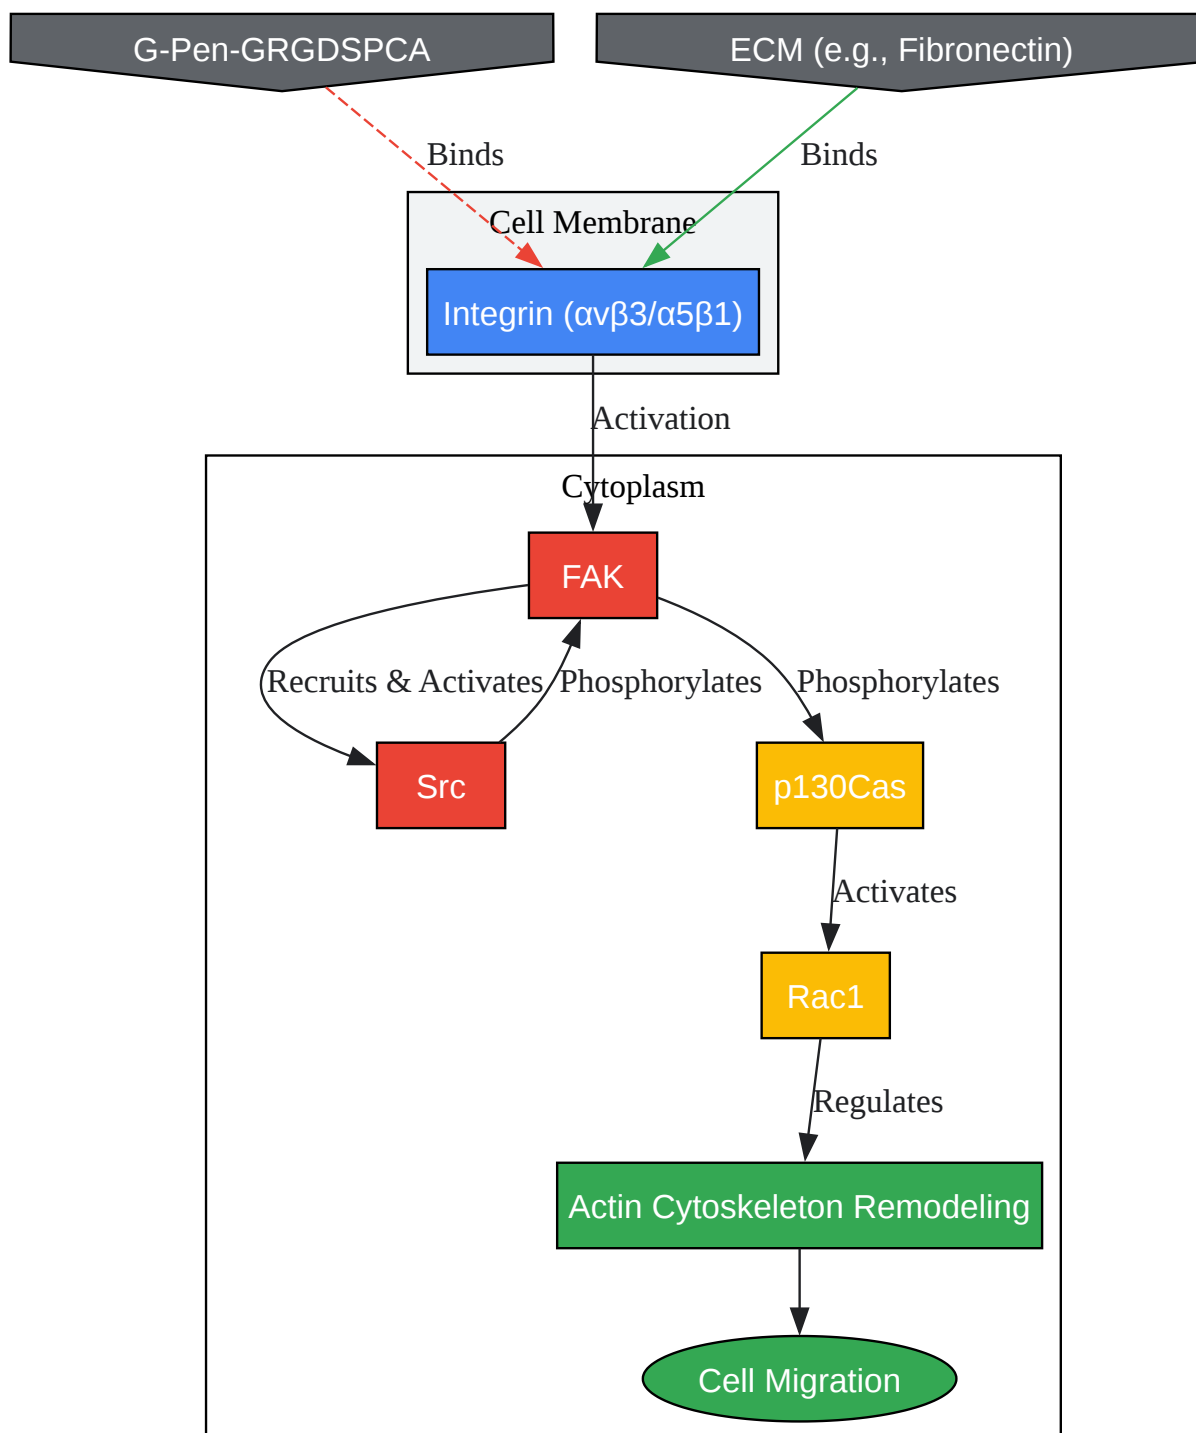 G-Pen-GRGDSPCA
ECM (e.g., Fibronectin)
Binds
Binds
Cell Membrane
Integrin (αvβ3/α5β1)
Activation
Cytoplasm
FAK
Recruits & Activates
Phosphorylates
Phosphorylates
Src
p130Cas
Activates
Rac1
Regulates
Actin Cytoskeleton Remodeling
Cell Migration